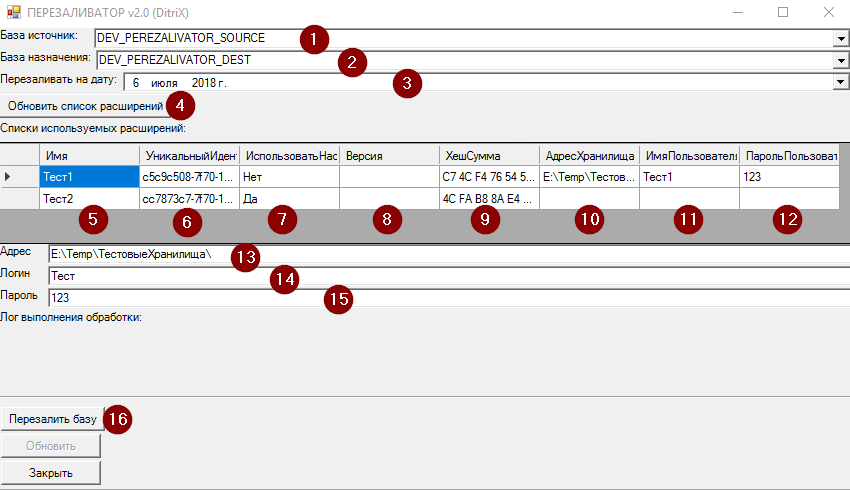 ПЕРЕЗАЛИВАТОР v2.0 (DitriX)
База источник: DEV_PEREZALIVATOR_SOURCE 1
База назначения: DEV_PEREZALIVATOR_DEST 2
Перезаливать на дату: 6 июля 2018 г. 3
Обновить список расширений 4
Списки используемых расширений:
Имя УникальныйИдент ИспользоватьНас Версия ХешСумма АдресХранилища ИмяПользователя ПарольПользоват
Тест1 c5c9c508-7f70-1... Нет C7 4C F4 76 54 5... E:\Temp\Тестов... Тест1 123
Тест2 cc7873c7-7f70-1... Да 4C FA B8 8A E4 ...
5 6 7 8 9 10 11 12
Адрес E:\Temp\ТестовыеХранилища\ 13
Логин Тест 14
Пароль 123 15
Лог выполнения обработки:
Перезалить базу 16
Обновить
Закрыть